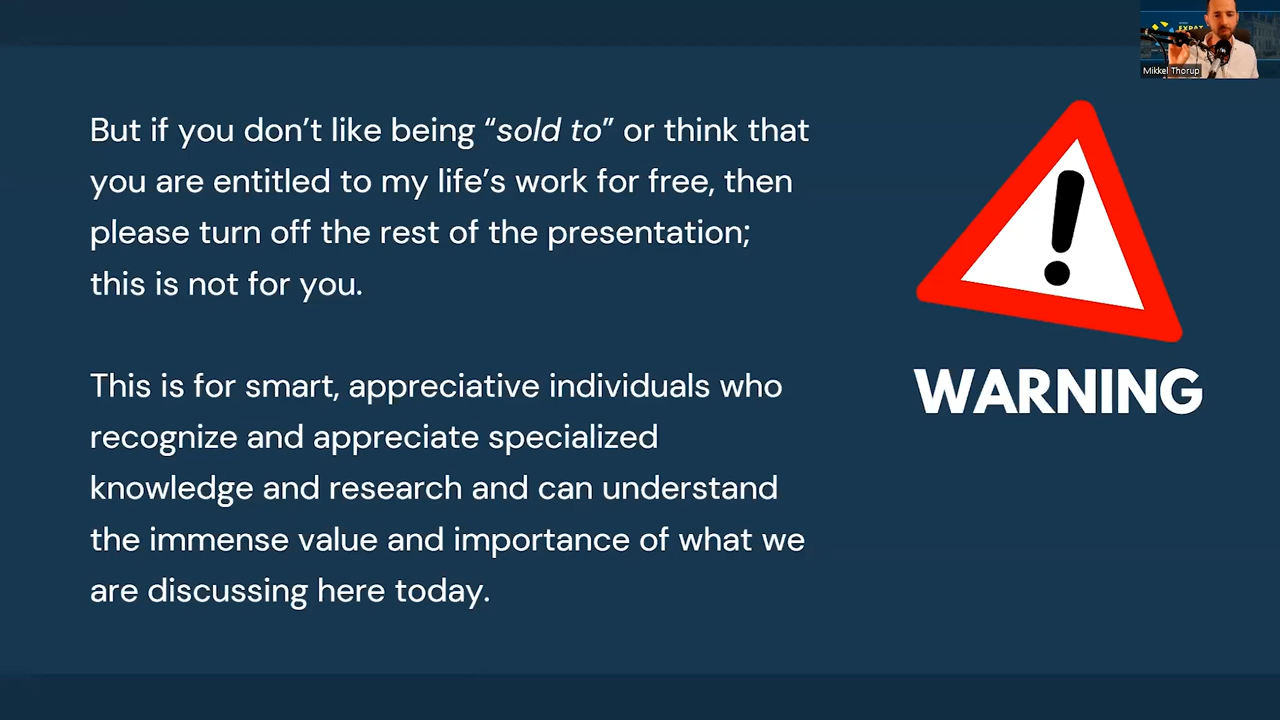 But if you don’t like being “sold to” or think that
you are entitled to my life’s work for free, then
please turn off the rest of the presentation;
this is not for you.
This is for smart, appreciative individuals who
recognize and appreciate specialized
knowledge and research and can understand
the immense value and importance of what we
are discussing here today.
WARNING
EXPAT
Mikkel Thorup